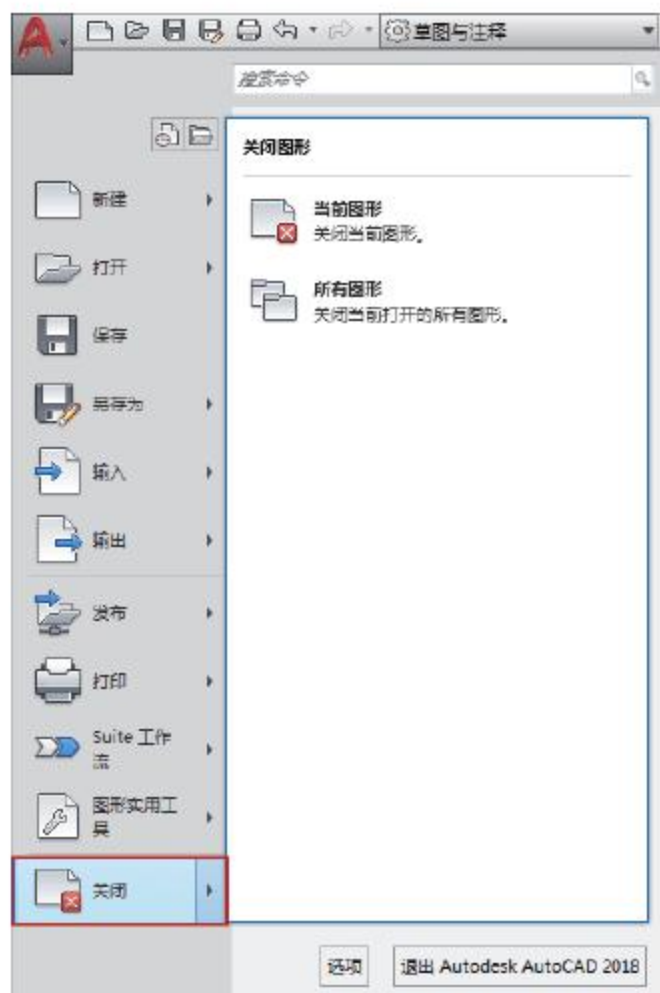 草图与注释
搜索命令
关闭图形
新建
打开
保存
另存为
输入
输出
发布
打印
Suite 工作
流
图形实用工
具
关闭
当前图形
关闭当前图形。
所有图形
关闭当前打开的所有图形。
选项
退出 Autodesk AutoCAD 2018